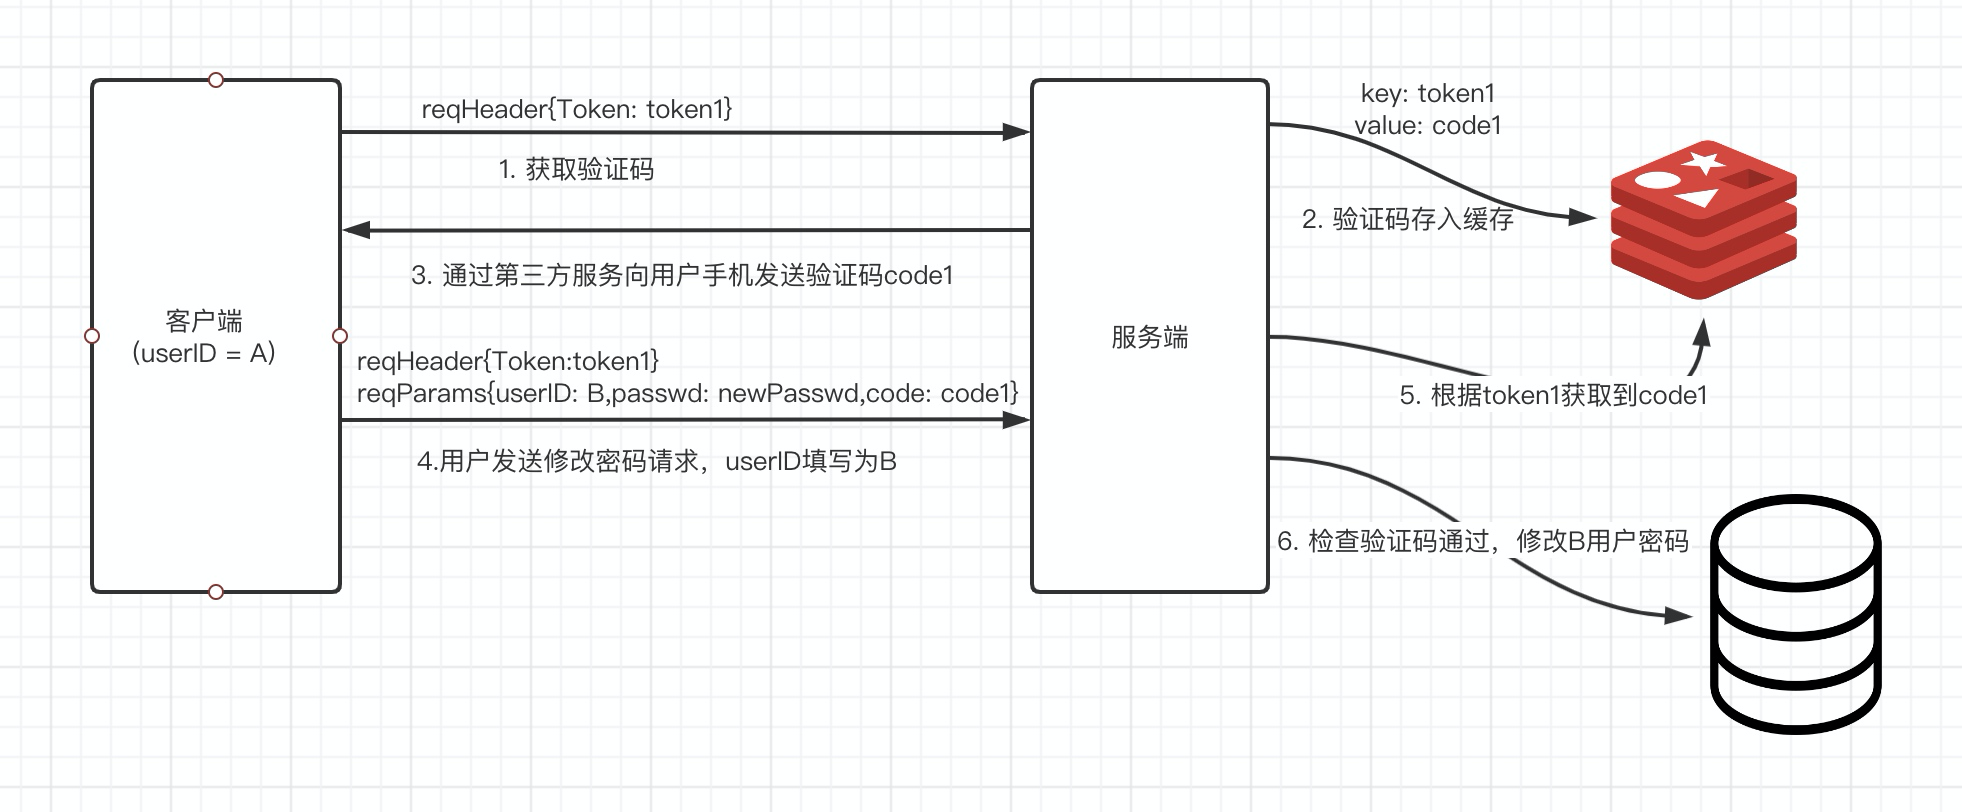 reqHeader{Token: token1}
1. 获取验证码
key: token1
value: code1
2. 验证码存入缓存
3. 通过第三方服务向用户手机发送验证码code1
客户端
(userID = A)
服务端
reqHeader{Token:token1}
reqParams{userID: B,passwd: newPasswd,code: code1}
4.用户发送修改密码请求，userID填写为B
5. 根据token1获取到code1
6. 检查验证码通过，修改B用户密码